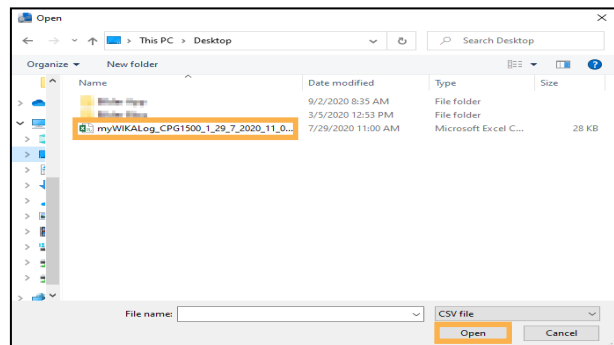 Open
This PC > Desktop
Search Desktop
Organize New folder
Name Date modified Type Size
9/2/2020 8:35 AM File folder
3/5/2020 12:53 PM File folder
myWIKALog_CPG1500_1_29_7_2020_11_0... 7/29/2020 11:00 AM Microsoft Excel C... 28 KB
File name: CSV file
Open Cancel